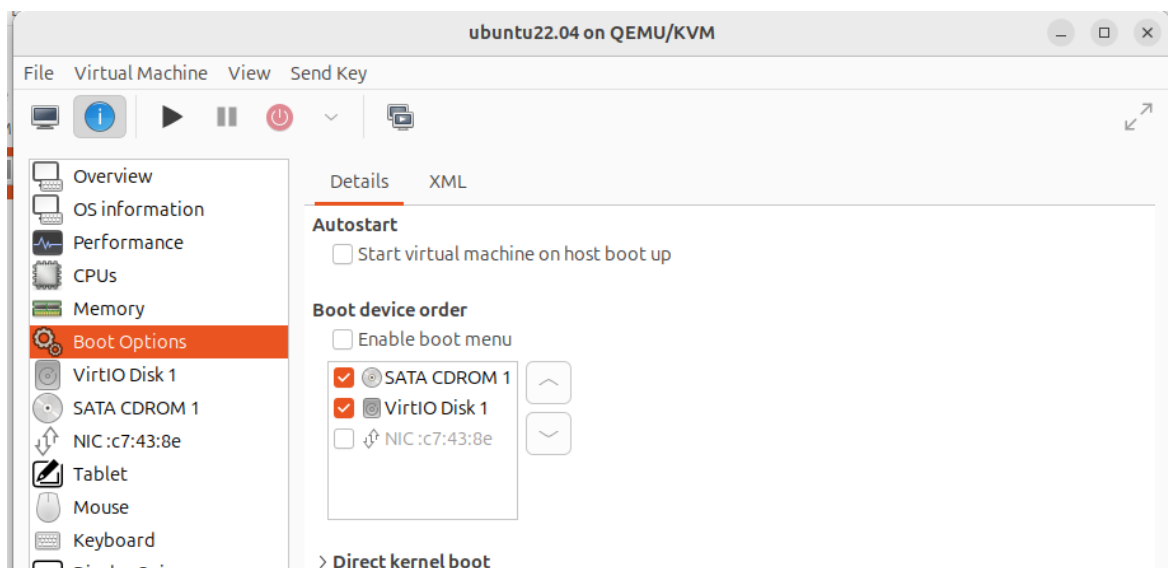 ubuntu22.04 on QEMU/KVM
File Virtual Machine View Send Key
Overview
OS information
Performance
CPUs
Memory
Boot Options
VirtIO Disk 1
SATA CDROM 1
NIC :c7:43:8e
Tablet
Mouse
Keyboard
Details XML
Autostart
Start virtual machine on host boot up
Boot device order
Enable boot menu
SATA CDROM 1
VirtIO Disk 1
NIC :c7:43:8e
Direct kernel boot